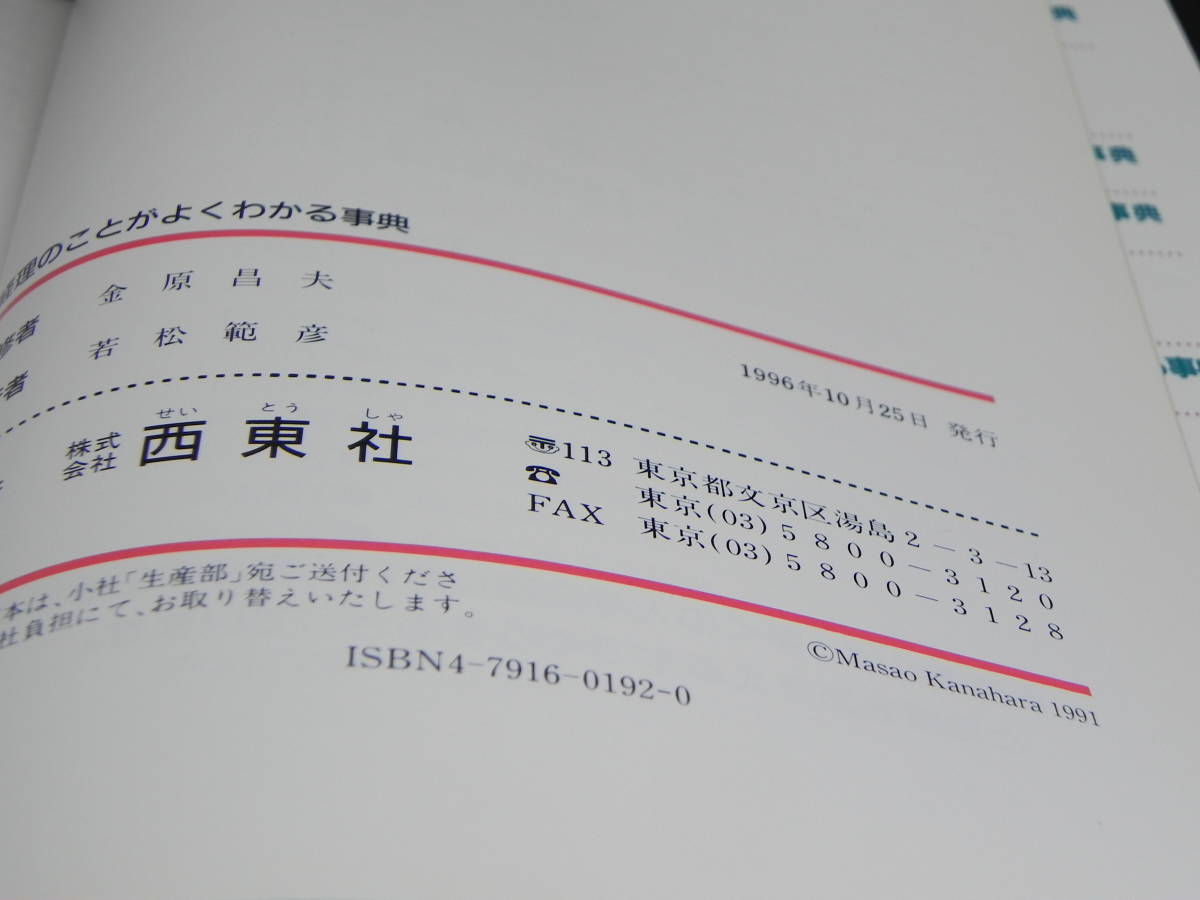 経理のことがよくわかる事典
修者 金原昌夫
者 若松範彦
1996年10月25日 発行
株式会社 西東社
せい とう しゃ
〒113 東京都文京区湯島2-3-13
☎ 東京(03)5800-3120
FAX 東京(03)5800-3128
本は、小社「生産部」宛ご送付くださ
社負担にて、お取り替えいたします。
ISBN4-7916-0192-0
©Masao Kanahara 1991
典
事典
事典
事典